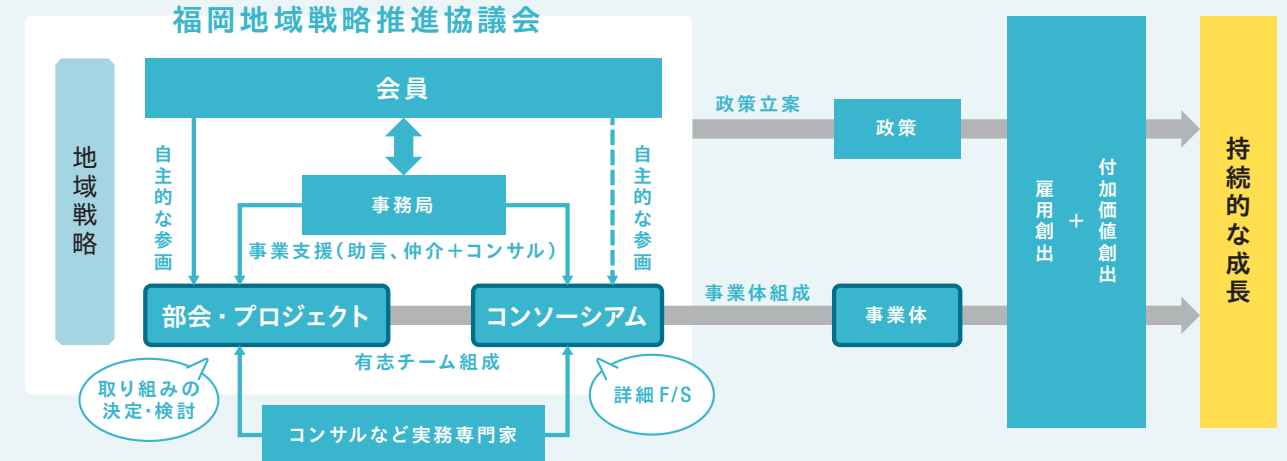 福岡地域戦略推進協議会
地域戦略
会員
自主的な参画
自主的な参画
事務局
事業支援（助言、仲介＋コンサル）
部会・プロジェクト
コンソーシアム
有志チーム組成
取り組みの
決定・検討
詳細 F/S
コンサルなど実務専門家
政策立案
政策
事業体組成
事業体
付加価値創出
＋
雇用創出
持続的な成長